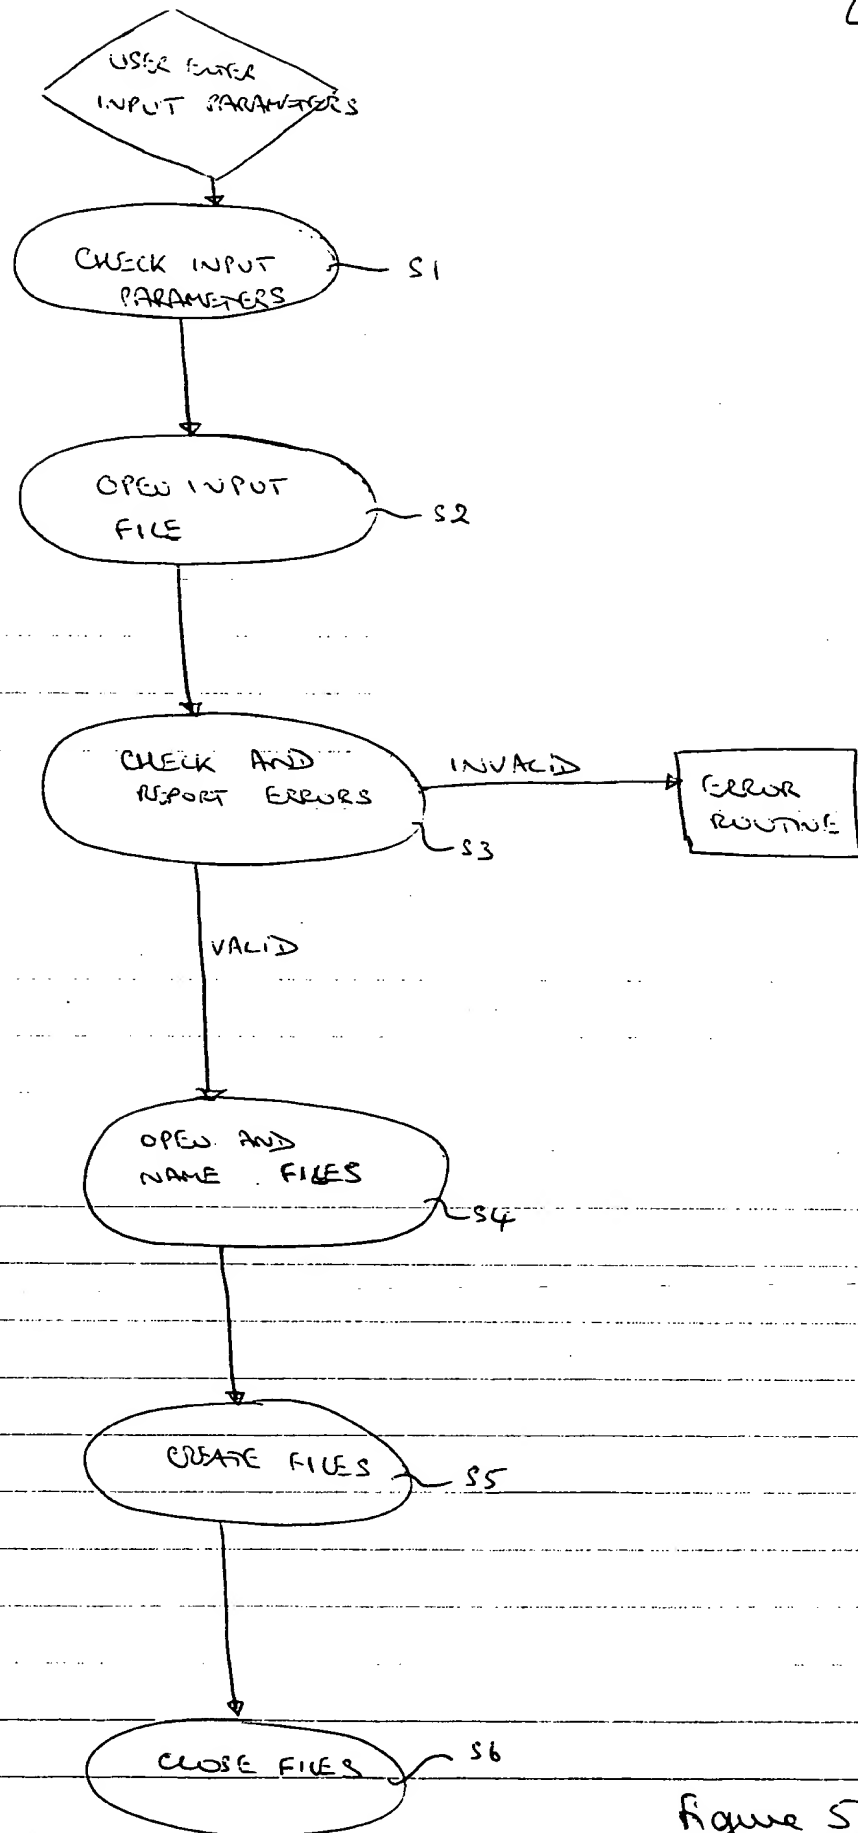 USER ENTER
INPUT PARAMETERS
CHECK INPUT
PARAMETERS
S1
OPEN INPUT
FILE
S2
CHECK AND
REPORT ERRORS
INVALID
ERROR
ROUTINE
S3
VALID
OPEN AND
NAME FILES
S4
CREATE FILES
S5
CLOSE FILES
S6
Figure 5